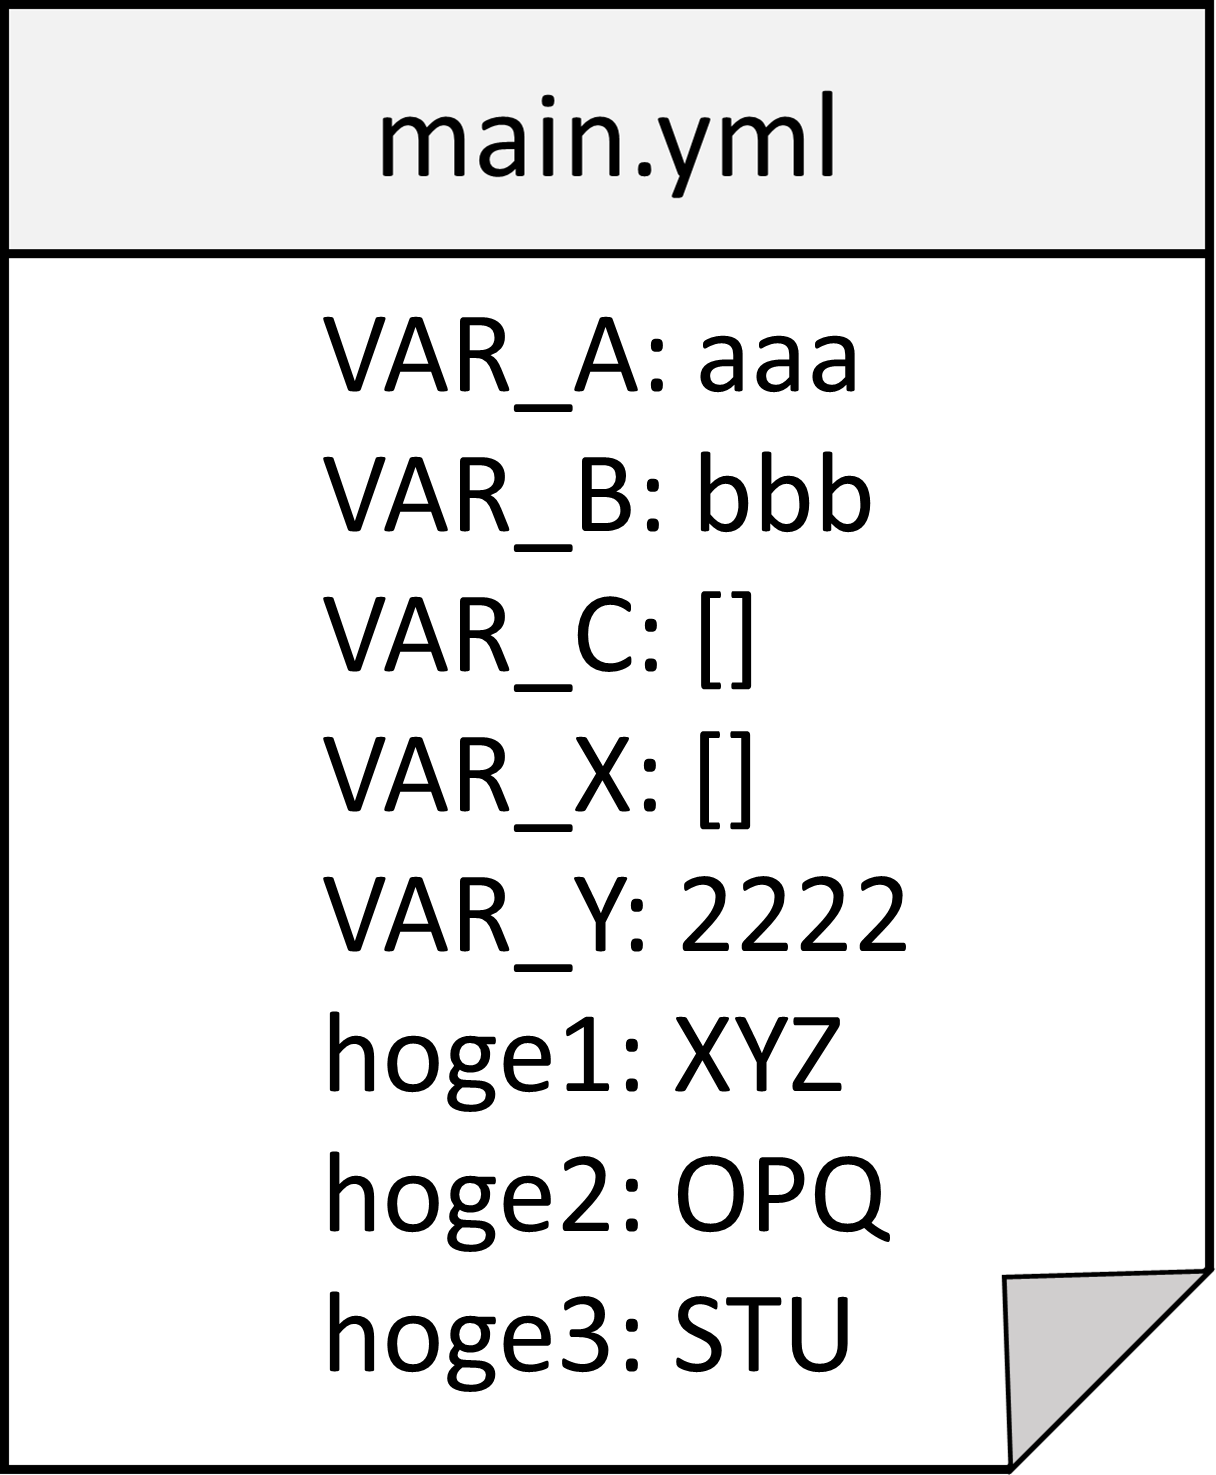 main.yml
VAR_A: aaa
VAR_B: bbb
VAR_C: []
VAR_X: []
VAR_Y: 2222
hoge1: XYZ
hoge2: OPQ
hoge3: STU